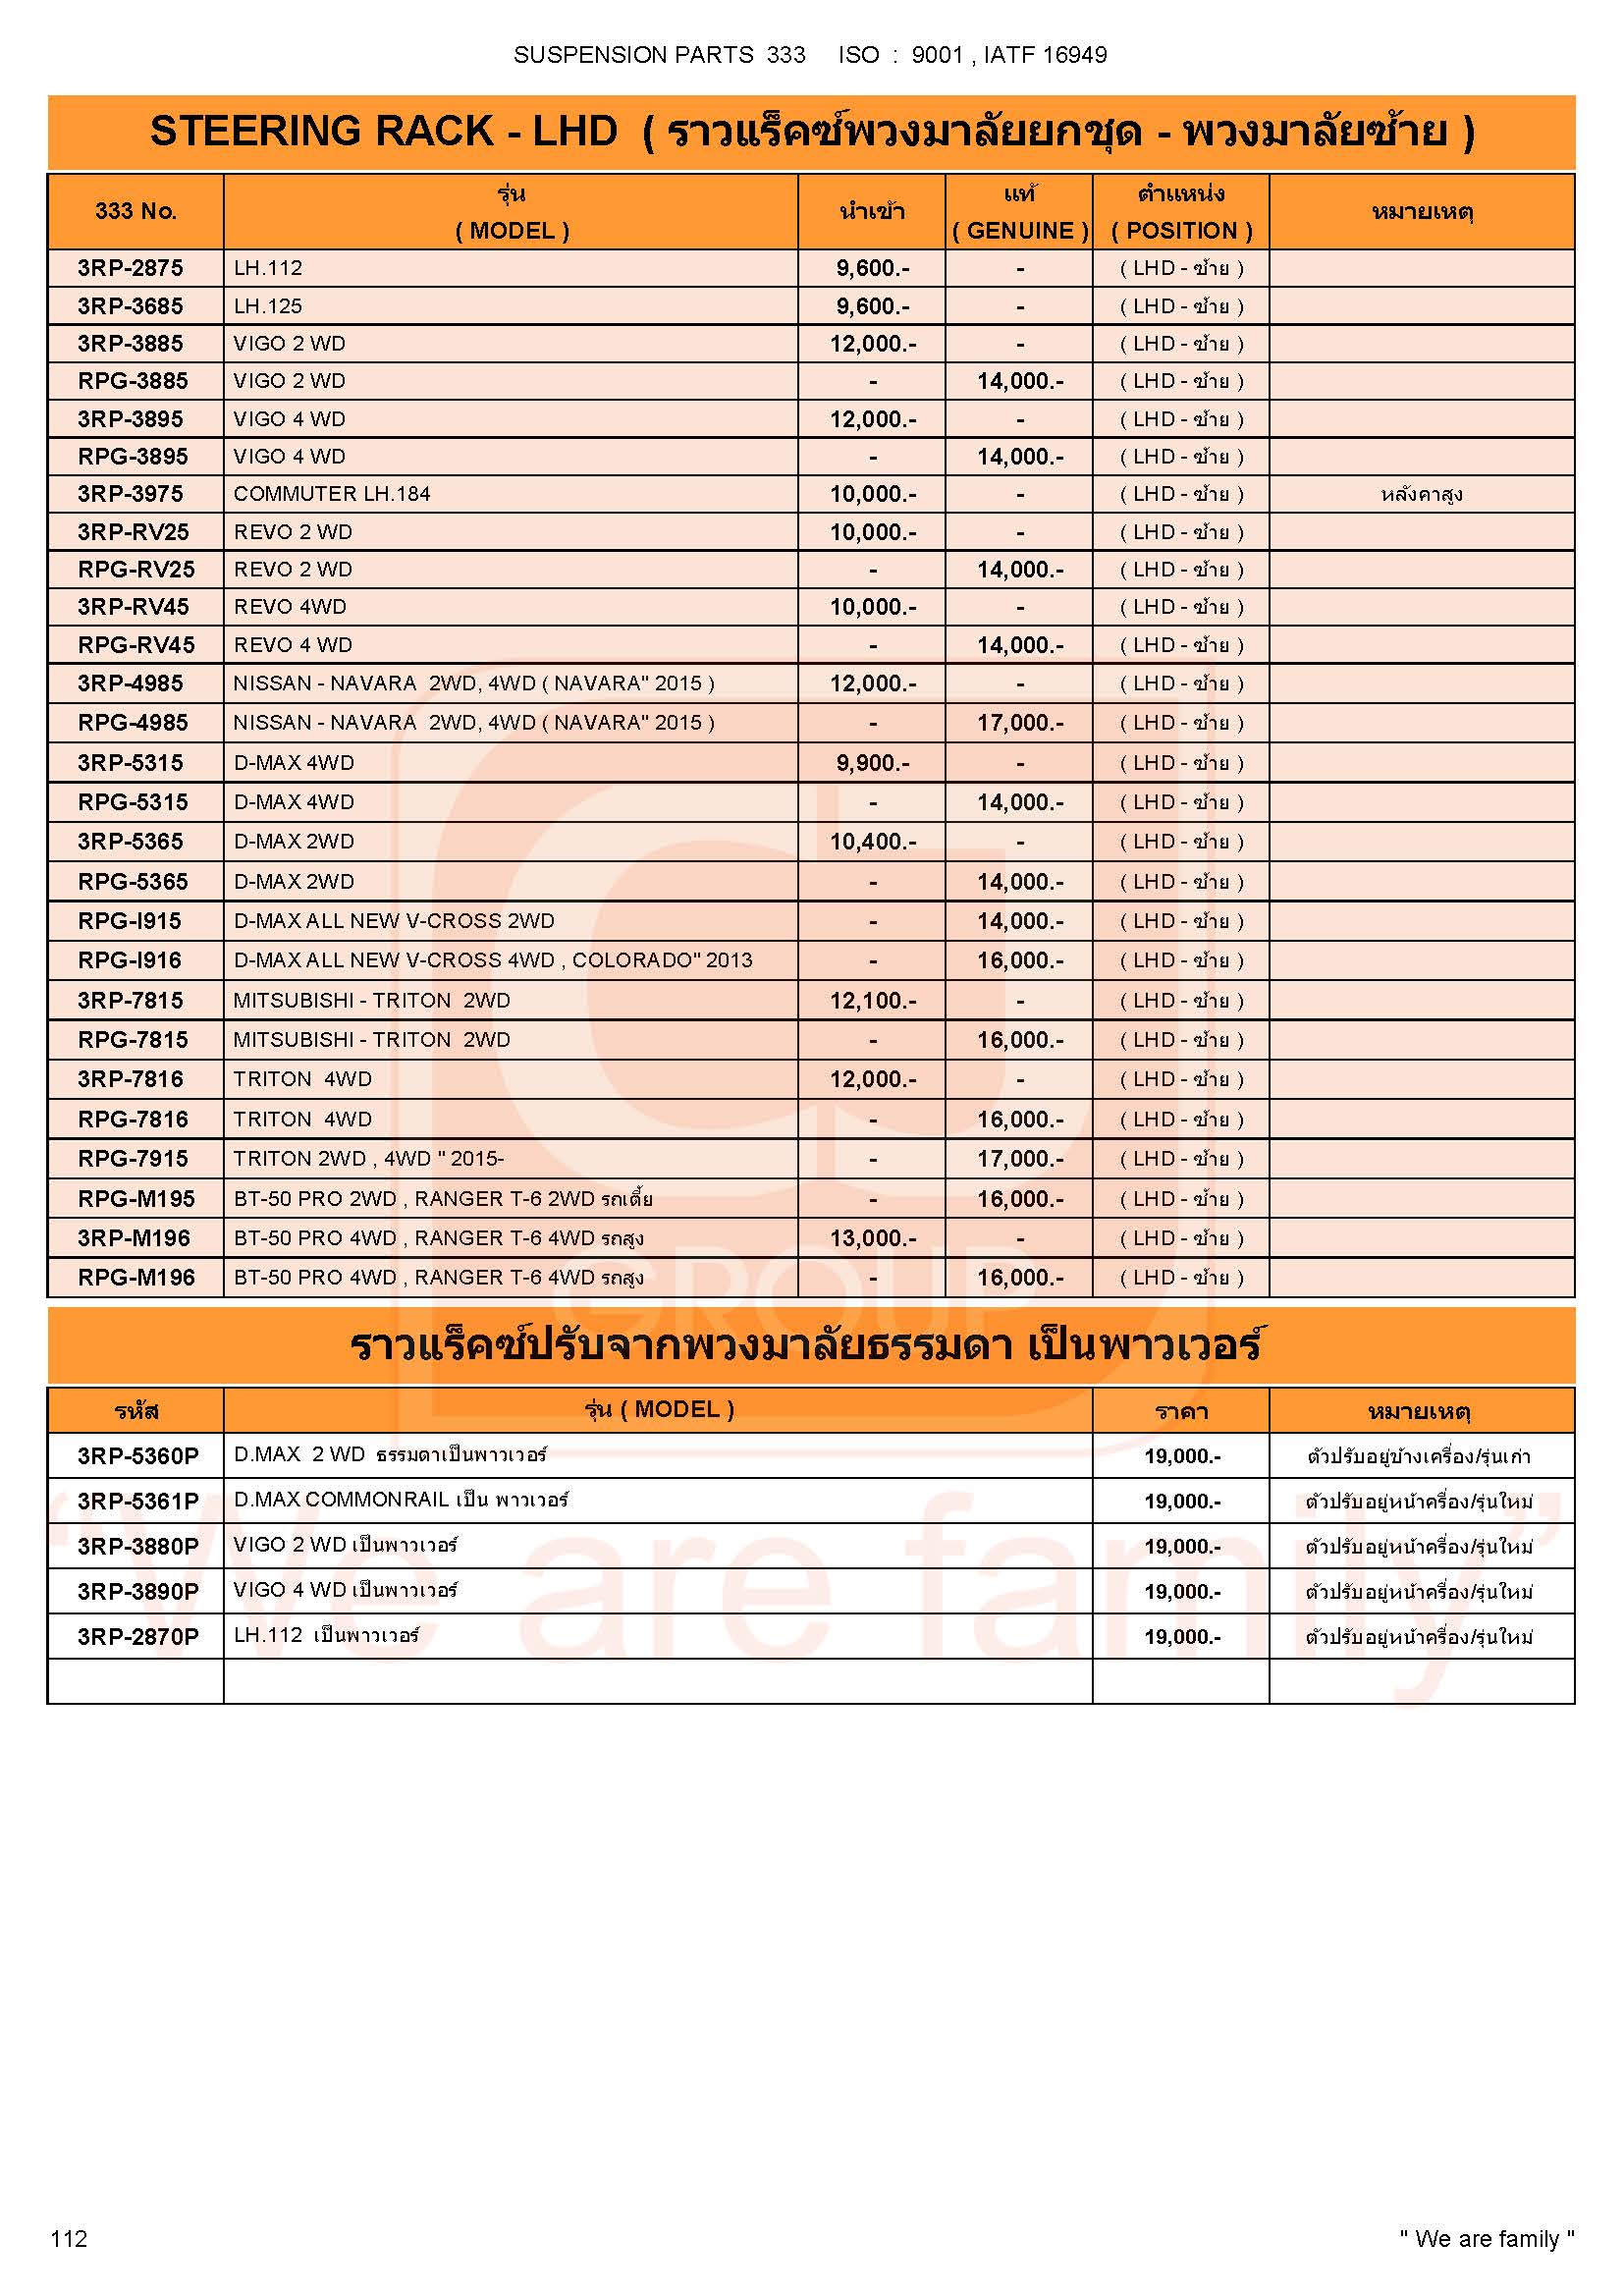 SUSPENSION PARTS 333 ISO : 9001 , IATF 16949
STEERING RACK - LHD ( ราวแร็คซ์พวงมาลัยยกชุด - พวงมาลัยซ้าย )
333 No. รุ่น ( MODEL ) นำเข้า แท้ ( GENUINE ) ตำแหน่ง ( POSITION ) หมายเหตุ
3RP-2875 LH.112 9,600.- - ( LHD - ซ้าย )
3RP-3685 LH.125 9,600.- - ( LHD - ซ้าย )
3RP-3885 VIGO 2 WD 12,000.- - ( LHD - ซ้าย )
RPG-3885 VIGO 2 WD - 14,000.- ( LHD - ซ้าย )
3RP-3895 VIGO 4 WD 12,000.- - ( LHD - ซ้าย )
RPG-3895 VIGO 4 WD - 14,000.- ( LHD - ซ้าย )
3RP-3975 COMMUTER LH.184 10,000.- - ( LHD - ซ้าย ) หลังคาสูง
3RP-RV25 REVO 2 WD 10,000.- - ( LHD - ซ้าย )
RPG-RV25 REVO 2 WD - 14,000.- ( LHD - ซ้าย )
3RP-RV45 REVO 4WD 10,000.- - ( LHD - ซ้าย )
RPG-RV45 REVO 4 WD - 14,000.- ( LHD - ซ้าย )
3RP-4985 NISSAN - NAVARA 2WD, 4WD ( NAVARA" 2015 ) 12,000.- - ( LHD - ซ้าย )
RPG-4985 NISSAN - NAVARA 2WD, 4WD ( NAVARA" 2015 ) - 17,000.- ( LHD - ซ้าย )
3RP-5315 D-MAX 4WD 9,900.- - ( LHD - ซ้าย )
RPG-5315 D-MAX 4WD - 14,000.- ( LHD - ซ้าย )
3RP-5365 D-MAX 2WD 10,400.- - ( LHD - ซ้าย )
RPG-5365 D-MAX 2WD - 14,000.- ( LHD - ซ้าย )
RPG-I915 D-MAX ALL NEW V-CROSS 2WD - 14,000.- ( LHD - ซ้าย )
RPG-I916 D-MAX ALL NEW V-CROSS 4WD , COLORADO" 2013 - 16,000.- ( LHD - ซ้าย )
3RP-7815 MITSUBISHI - TRITON 2WD 12,100.- - ( LHD - ซ้าย )
RPG-7815 MITSUBISHI - TRITON 2WD - 16,000.- ( LHD - ซ้าย )
3RP-7816 TRITON 4WD 12,000.- - ( LHD - ซ้าย )
RPG-7816 TRITON 4WD - 16,000.- ( LHD - ซ้าย )
RPG-7915 TRITON 2WD , 4WD " 2015- - 17,000.- ( LHD - ซ้าย )
RPG-M195 BT-50 PRO 2WD , RANGER T-6 2WD รถเตี้ย - 16,000.- ( LHD - ซ้าย )
3RP-M196 BT-50 PRO 4WD , RANGER T-6 4WD รถสูง 13,000.- - ( LHD - ซ้าย )
RPG-M196 BT-50 PRO 4WD , RANGER T-6 4WD รถสูง - 16,000.- ( LHD - ซ้าย )
GROUP
ราวแร็คซ์ปรับจากพวงมาลัยธรรมดา เป็นพาวเวอร์
รหัส รุ่น ( MODEL ) ราคา หมายเหตุ
3RP-5360P D.MAX 2 WD ธรรมดาเป็นพาวเวอร์ 19,000.- ตัวปรับอยู่ข้างเครื่อง/รุ่นเก่า
3RP-5361P D.MAX COMMONRAIL เป็น พาวเวอร์ 19,000.- ตัวปรับอยู่หน้าครื่อง/รุ่นใหม่
3RP-3880P VIGO 2 WD เป็นพาวเวอร์ 19,000.- ตัวปรับอยู่หน้าครื่อง/รุ่นใหม่
3RP-3890P VIGO 4 WD เป็นพาวเวอร์ 19,000.- ตัวปรับอยู่หน้าครื่อง/รุ่นใหม่
3RP-2870P LH.112 เป็นพาวเวอร์ 19,000.- ตัวปรับอยู่หน้าครื่อง/รุ่นใหม่
“We are family”
112 " We are family "